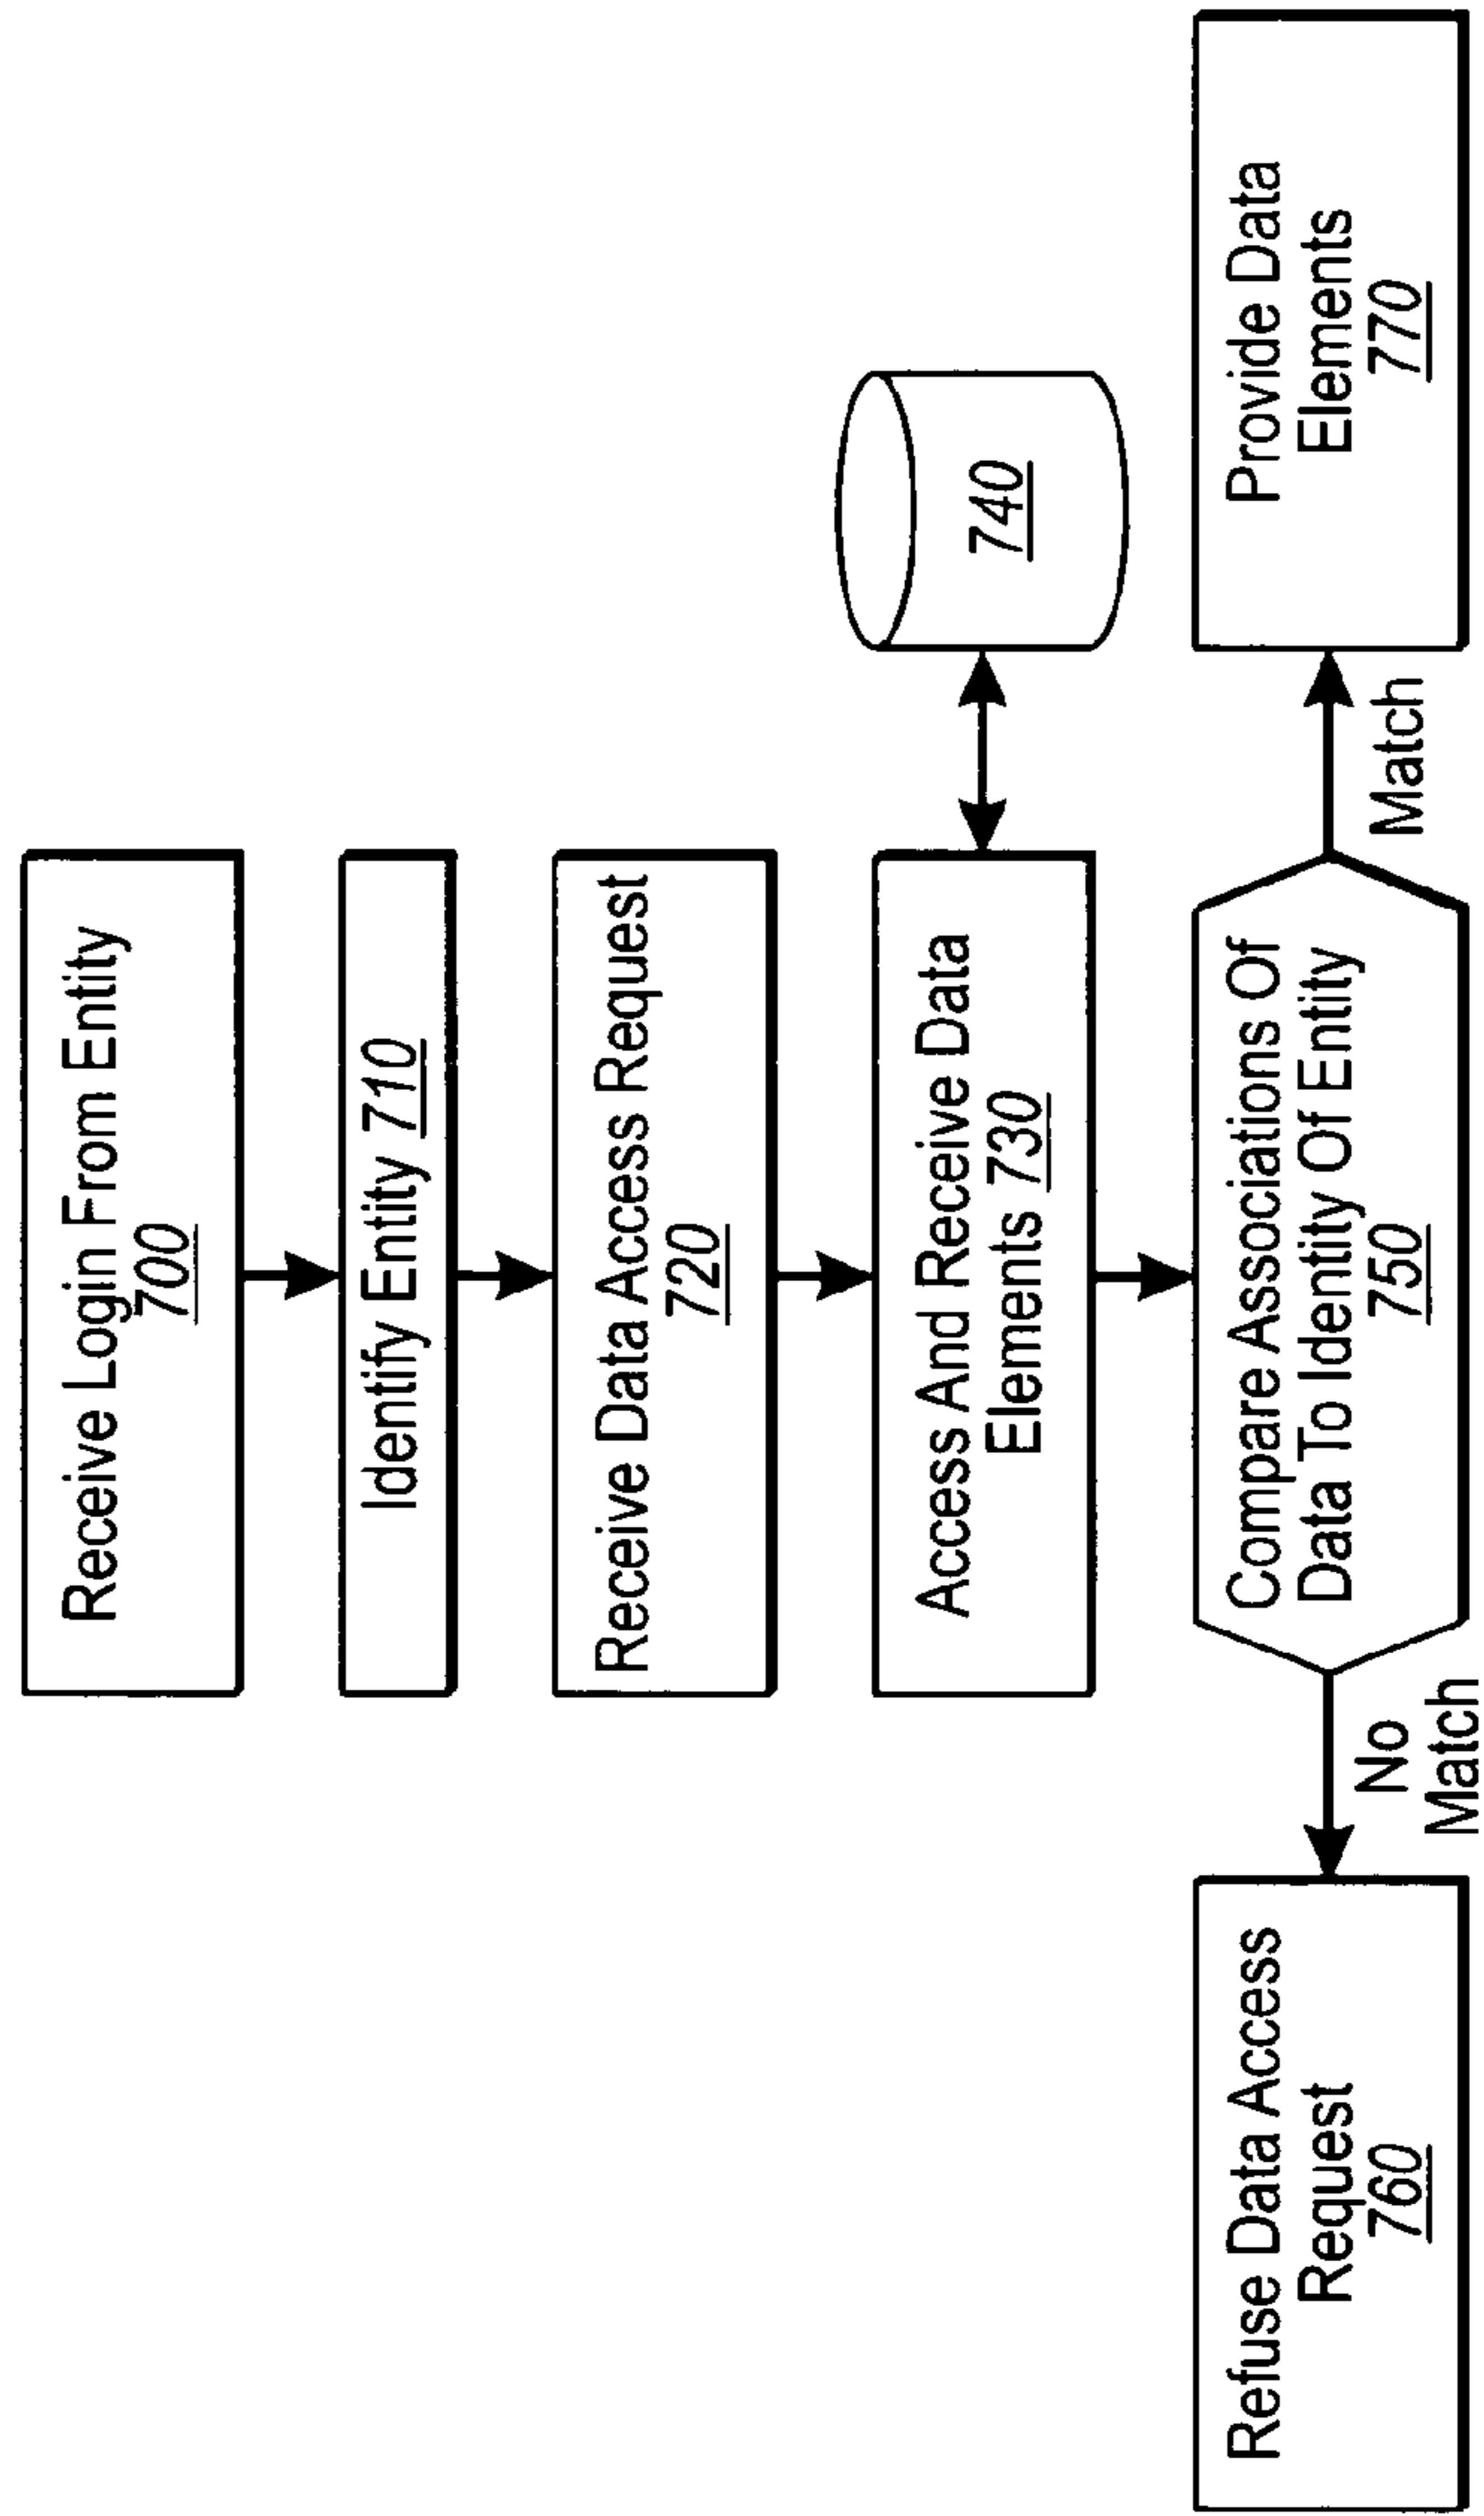 Receive Login From Entity
700
Identify Entity 710
Receive Data Access Request
720
Access And Receive Data
Elements 730
740
Compare Associations Of
Data To Identity Of Entity
750
No
Match
Match
Refuse Data Access
Request
760
Provide Data
Elements
770